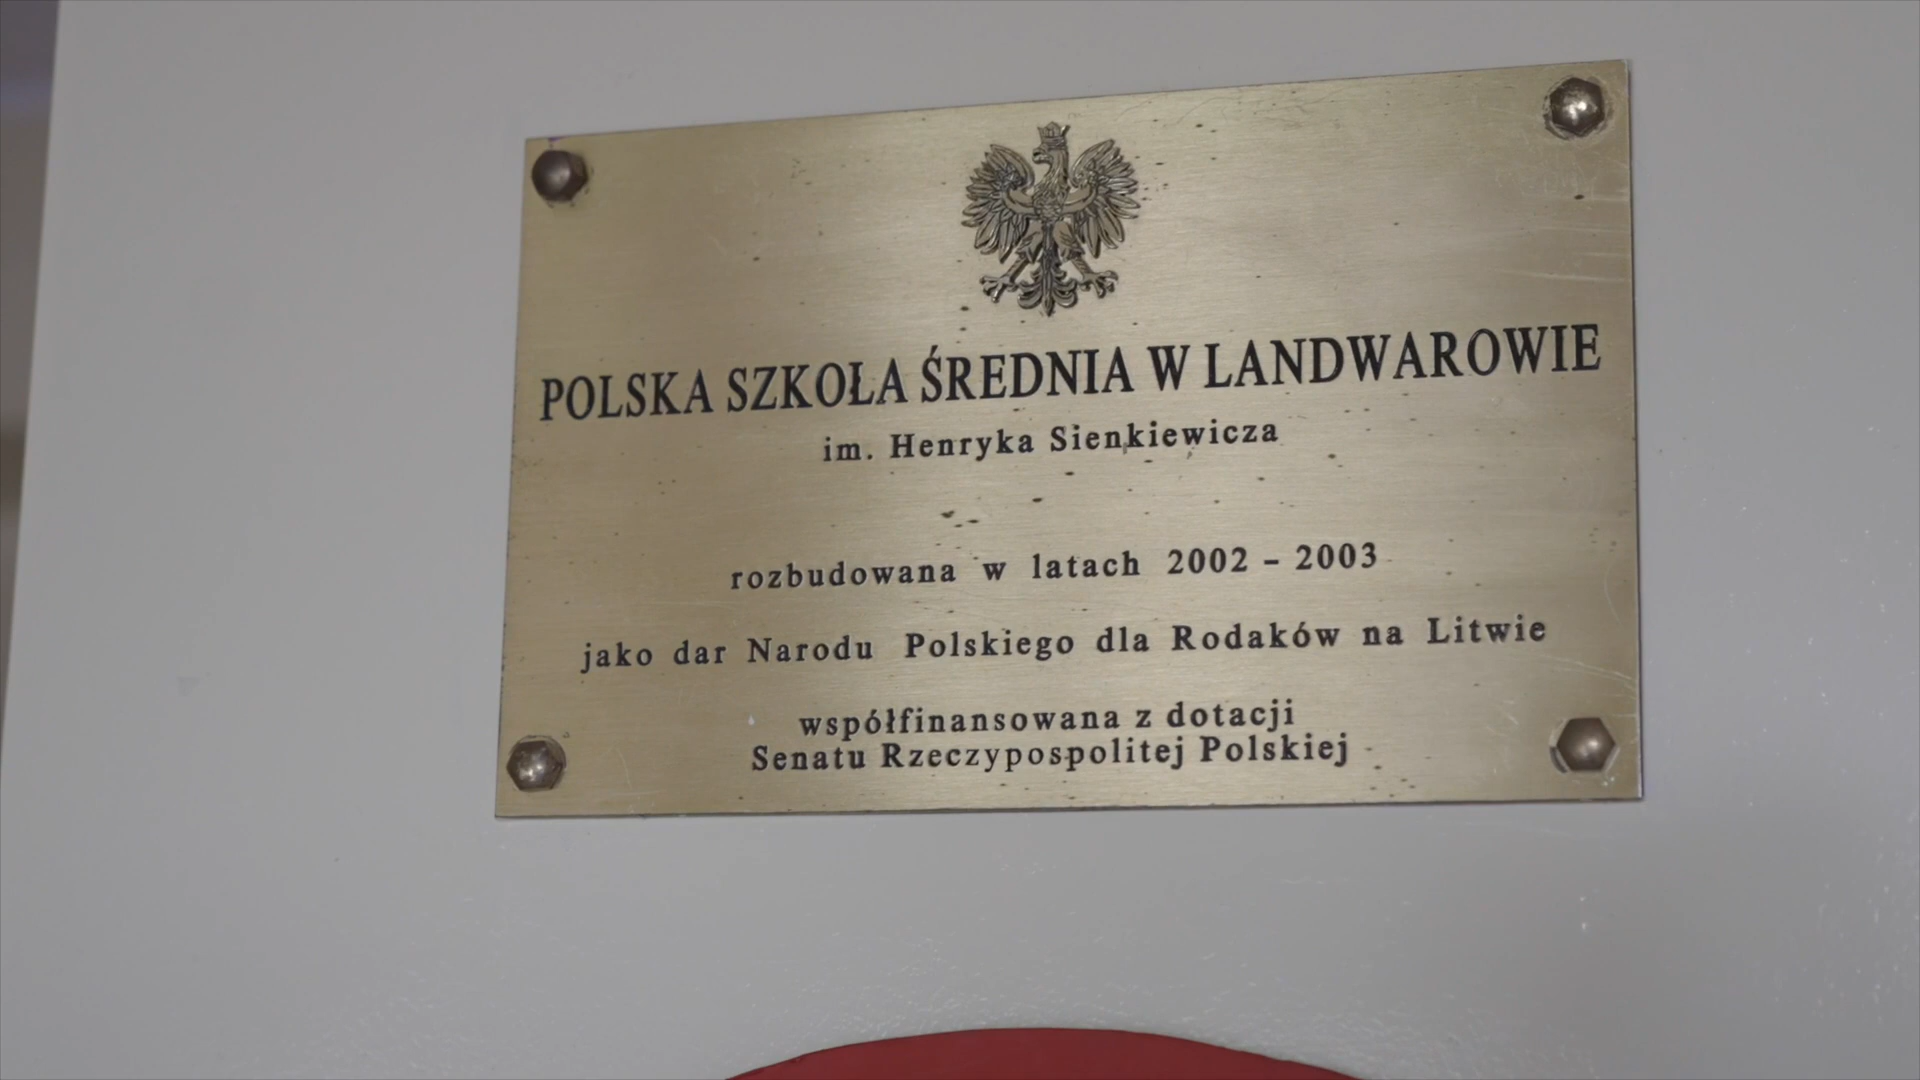 POLSKA SZKOŁA ŚREDNIA W LANDWAROWIE
im. Henryka Sienkiewicza
rozbudowana w latach 2002 - 2003
jako dar Narodu Polskiego dla Rodaków na Litwie
współfinansowana z dotacji
Senatu Rzeczypospolitej Polskiej